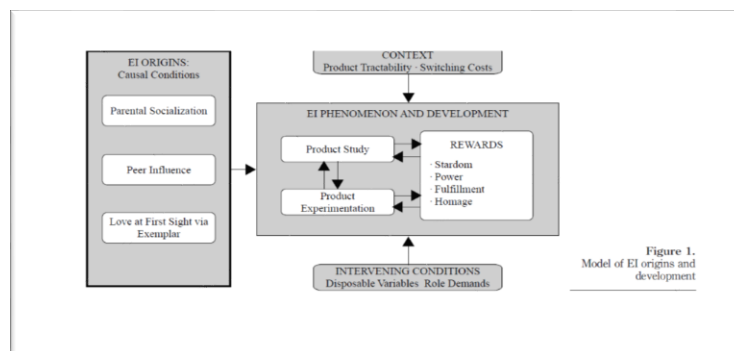 EI ORIGINS:
Causal Conditions
Parental Socialization
Peer Influence
Love at First Sight via
Exemplar
CONTEXT
Product Tractability · Switching Costs
EI PHENOMENON AND DEVELOPMENT
Product Study
Product
Experimentation
REWARDS
· Stardom
· Power
· Fulfillment
· Homage
INTERVENING CONDITIONS
Disposable Variables Role Demands
Figure 1.
Model of EI origins and
development